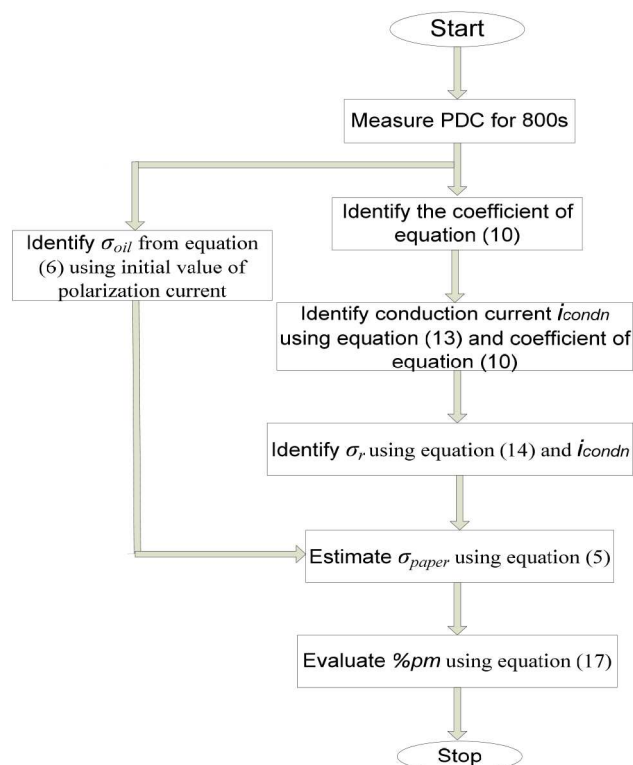 Start
Measure PDC for 800s
Identify the coefficient of
equation (10)
Identify σoil from equation
(6) using initial value of
polarization current
Identify conduction current icondn
using equation (13) and coefficient of
equation (10)
Identify σr using equation (14) and icondn
Estimate σpaper using equation (5)
Evaluate %pm using equation (17)
Stop